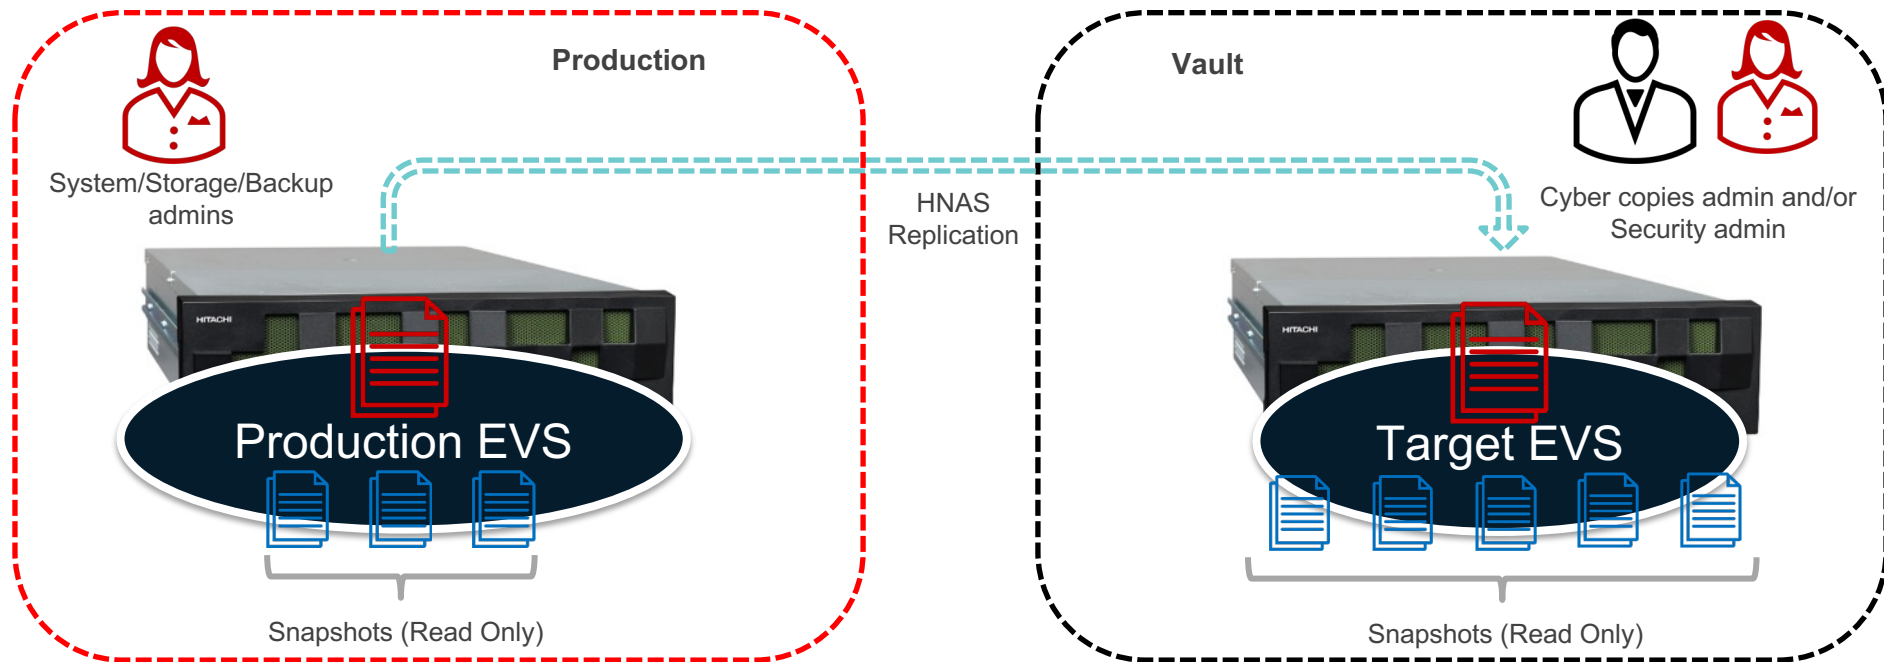 Production
Vault
System/Storage/Backup
admins
HNAS
Replication
Cyber copies admin and/or
Security admin
HITACHI
HITACHI
Production EVS
Target EVS
Snapshots (Read Only)
Snapshots (Read Only)